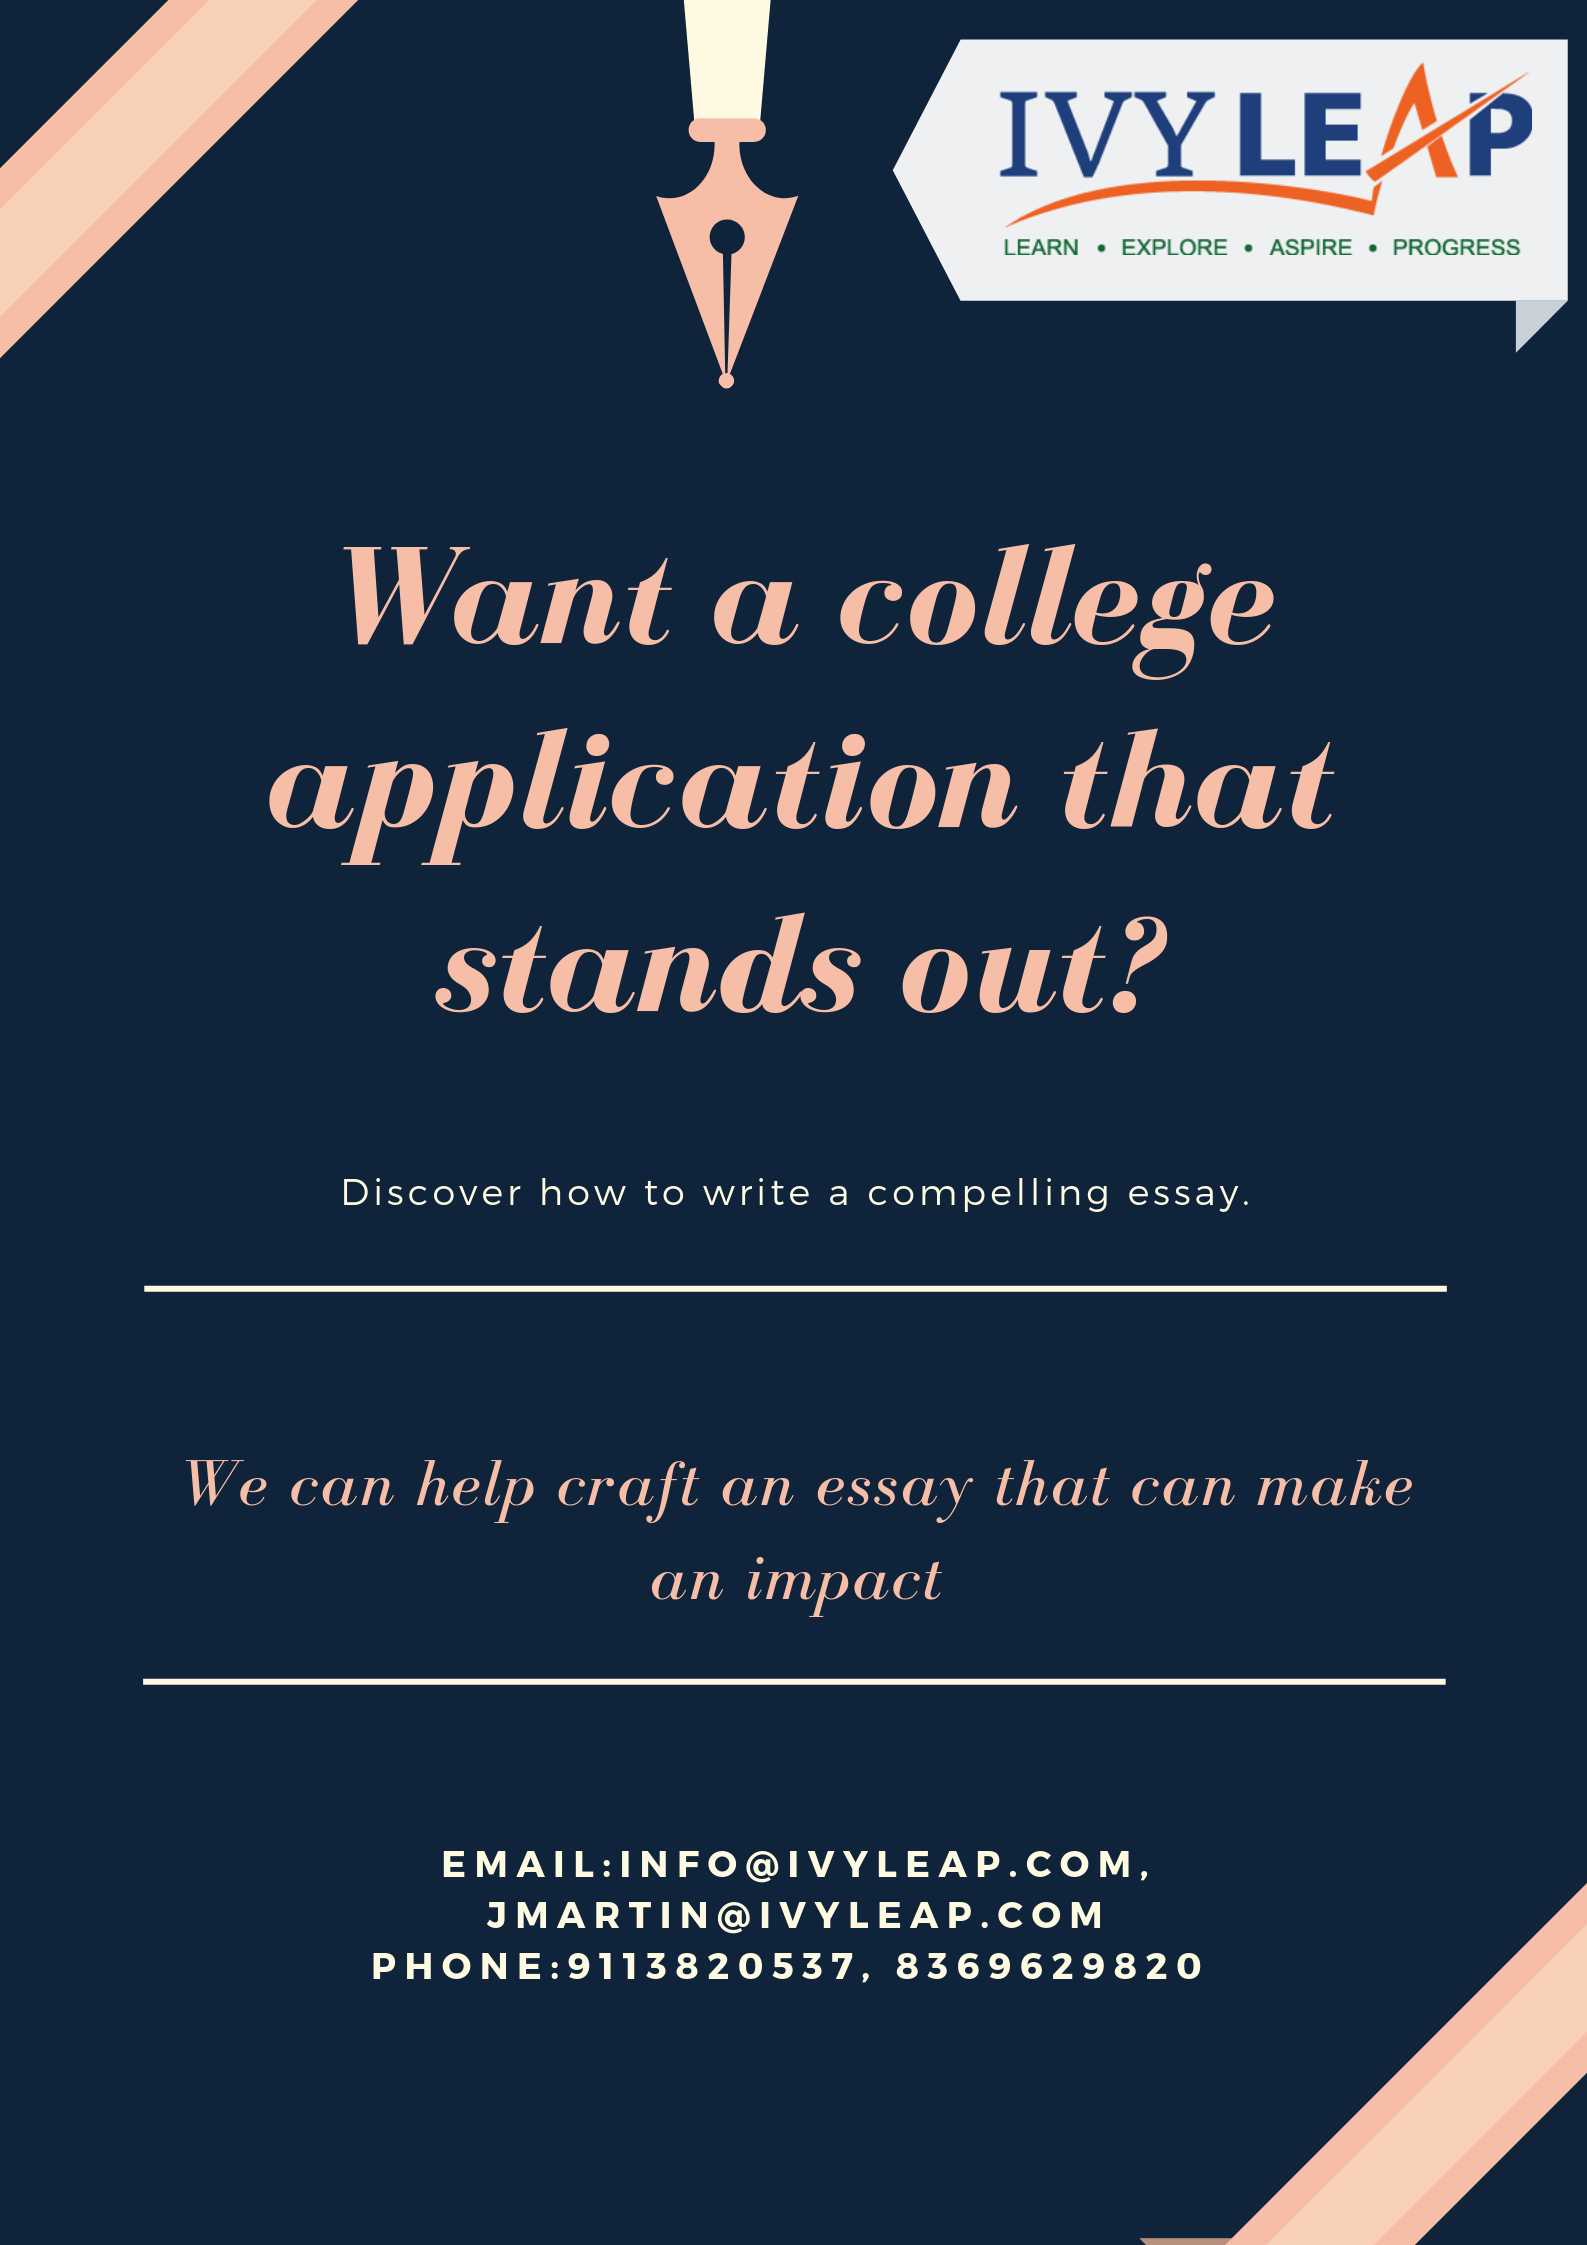 IVY LEAP
LEARN • EXPLORE • ASPIRE • PROGRESS
Want a college
application that
stands out?
Discover how to write a compelling essay.
We can help craft an essay that can make
an impact
EMAIL:INFO@IVYLEAP.COM,
JMARTIN@IVYLEAP.COM
PHONE:9113820537, 8369629820